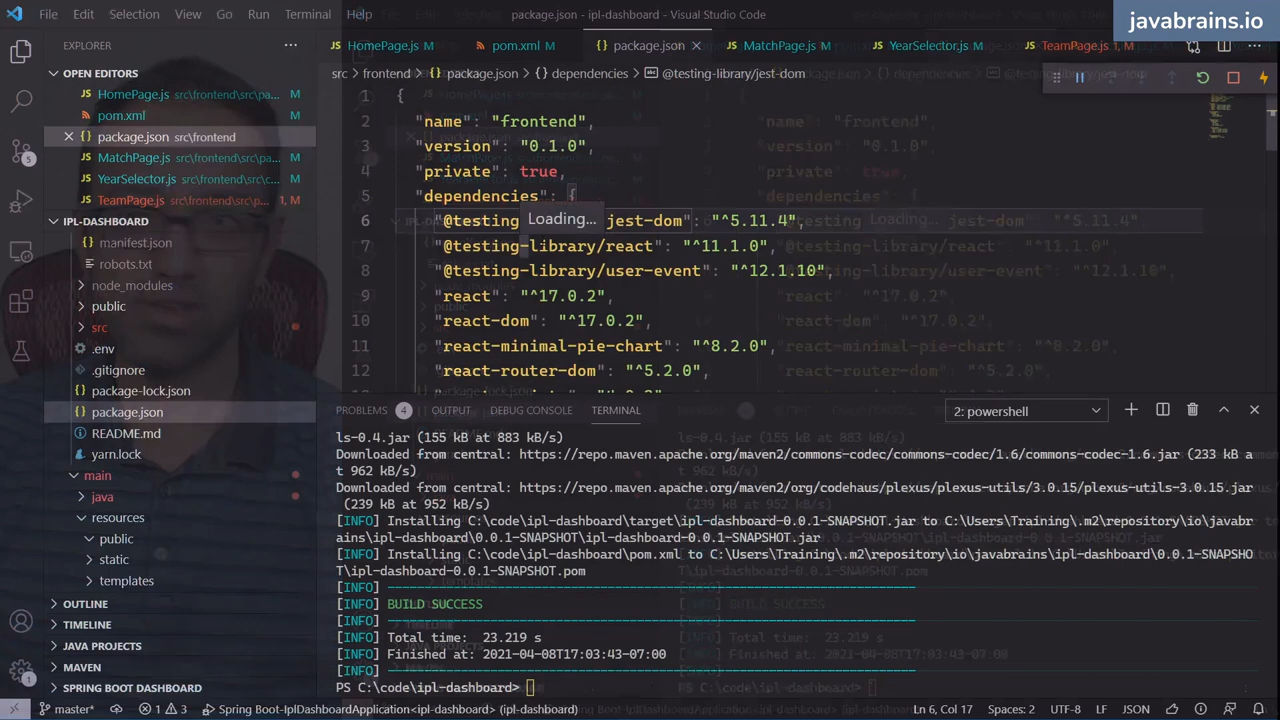 File Edit Selection View Go Run Terminal Help
package.json - ipl-dashboard - Visual Studio Code
javabrains.io
EXPLORER
OPEN EDITORS
HomePage.js src\frontend\src\pa... M
pom.xml M
package.json src\frontend
MatchPage.js src\frontend\src\pa... M
YearSelector.js src\frontend\src\c... M
TeamPage.js src\frontend\src\p... 1, M
IPL-DASHBOARD
manifest.json
robots.txt
node_modules
public
src
.env
.gitignore
package-lock.json
package.json
README.md
yarn.lock
main
java
resources
public
static
templates
OUTLINE
TIMELINE
JAVA PROJECTS
MAVEN
SPRING BOOT DASHBOARD
HomePage.js M
pom.xml M
package.json
MatchPage.js M
YearSelector.js M
TeamPage.js 1, M
src > frontend > package.json > {} dependencies > @testing-library/jest-dom
1 {
2 "name": "frontend",
3 "version": "0.1.0",
4 "private": true,
5 "dependencies": {
6 "@testing Loading... jest-dom": "^5.11.4",
7 "@testing-library/react": "^11.1.0",
8 "@testing-library/user-event": "^12.1.10",
9 "react": "^17.0.2",
10 "react-dom": "^17.0.2",
11 "react-minimal-pie-chart": "^8.2.0",
12 "react-router-dom": "^5.2.0",
PROBLEMS 4 OUTPUT DEBUG CONSOLE TERMINAL
2: powershell
ls-0.4.jar (155 kB at 883 kB/s)
Downloaded from central: https://repo.maven.apache.org/maven2/commons-codec/commons-codec/1.6/commons-codec-1.6.jar (233 kB a
t 962 kB/s)
Downloaded from central: https://repo.maven.apache.org/maven2/org/codehaus/plexus/plexus-utils/3.0.15/plexus-utils-3.0.15.jar
(239 kB at 952 kB/s)
[INFO] Installing C:\code\ipl-dashboard\target\ipl-dashboard-0.0.1-SNAPSHOT.jar to C:\Users\Training\.m2\repository\io\javabr
ains\ipl-dashboard\0.0.1-SNAPSHOT\ipl-dashboard-0.0.1-SNAPSHOT.jar
[INFO] Installing C:\code\ipl-dashboard\pom.xml to C:\Users\Training\.m2\repository\io\javabrains\ipl-dashboard\0.0.1-SNAPSHO
T\ipl-dashboard-0.0.1-SNAPSHOT.pom
[INFO] ------------------------------------------------------------------------
[INFO] BUILD SUCCESS
[INFO] ------------------------------------------------------------------------
[INFO] Total time: 23.219 s
[INFO] Finished at: 2021-04-08T17:03:43-07:00
[INFO] ------------------------------------------------------------------------
PS C:\code\ipl-dashboard>
5
1
master* 1 3 Spring Boot-IplDashboardApplication<ipl-dashboard> (ipl-dashboard) Ln 6, Col 17 Spaces: 2 UTF-8 LF JSON